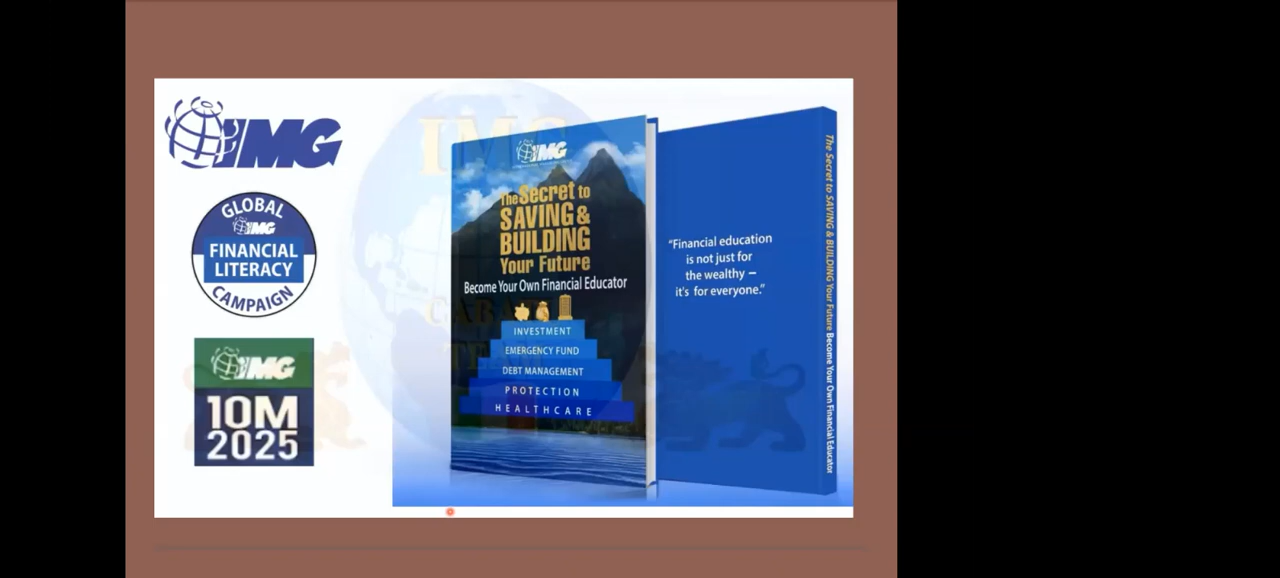 IMG
GLOBAL
IMG
FINANCIAL
LITERACY
CAMPAIGN
IMG
10M
2025
IMG
IMG
The Secret to
SAVING &
BUILDING
Your Future
Become Your Own Financial Educator
INVESTMENT
EMERGENCY FUND
DEBT MANAGEMENT
PROTECTION
HEALTHCARE
“Financial education
is not just for
the wealthy –
it's for everyone.”
The Secret to SAVING & BUILDING Your Future Become Your Own Financial Educator